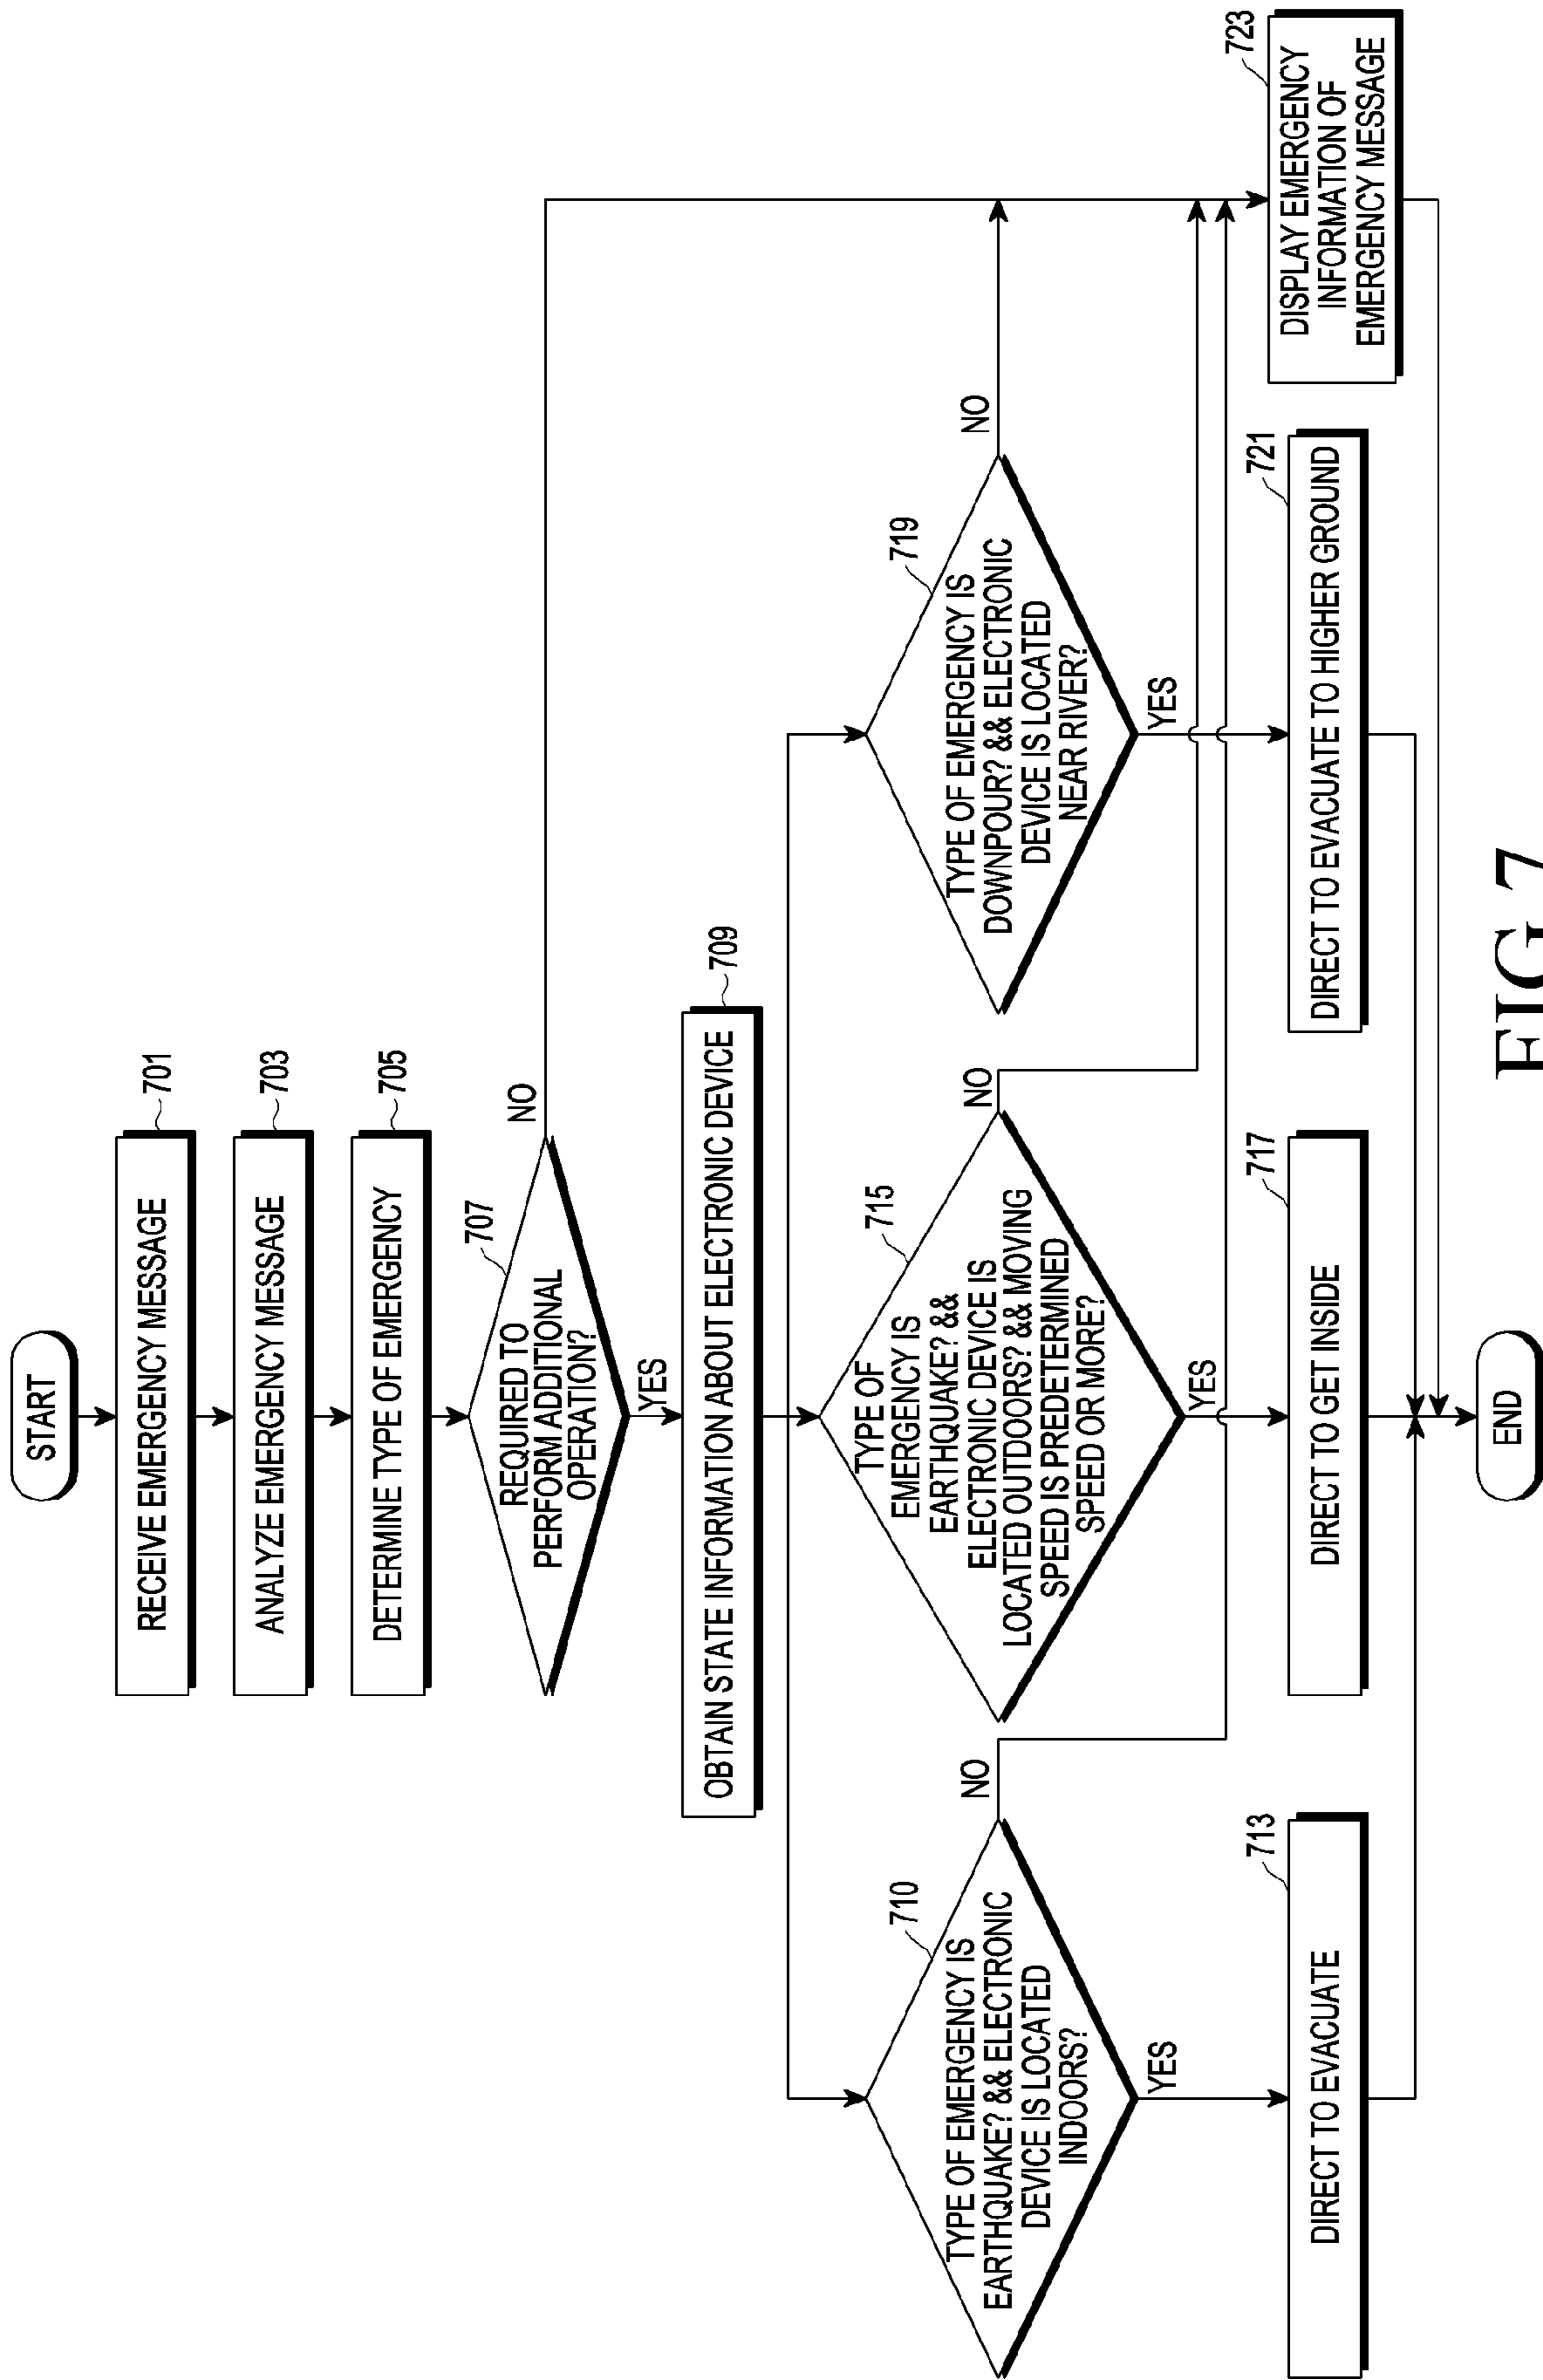 START
RECEIVE EMERGENCY MESSAGE
701
ANALYZE EMERGENCY MESSAGE
703
DETERMINE TYPE OF EMERGENCY
705
707
REQUIRED TO
PERFORM ADDITIONAL
OPERATION?
NO
YES
OBTAIN STATE INFORMATION ABOUT ELECTRONIC DEVICE
709
710
TYPE OF EMERGENCY IS
EARTHQUAKE? && ELECTRONIC
DEVICE IS LOCATED
INDOORS?
NO
YES
715
TYPE OF
EMERGENCY IS
EARTHQUAKE? &&
ELECTRONIC DEVICE IS
LOCATED OUTDOORS? && MOVING
SPEED IS PREDETERMINED
SPEED OR MORE?
NO
YES
719
TYPE OF EMERGENCY IS
DOWNPOUR? && ELECTRONIC
DEVICE IS LOCATED
NEAR RIVER?
NO
YES
713
DIRECT TO EVACUATE
717
DIRECT TO GET INSIDE
721
DIRECT TO EVACUATE TO HIGHER GROUND
723
DISPLAY EMERGENCY
INFORMATION OF
EMERGENCY MESSAGE
END
FIG.7